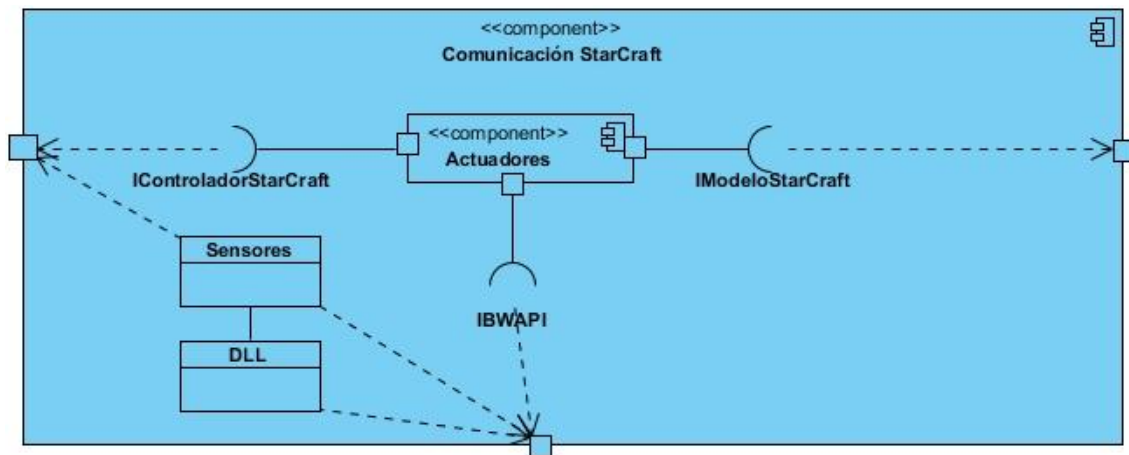 <<component>>
Comunicación StarCraft
<<component>>
Actuadores
IControladorStarCraft
IModeloStarCraft
Sensores
IBWAPI
DLL